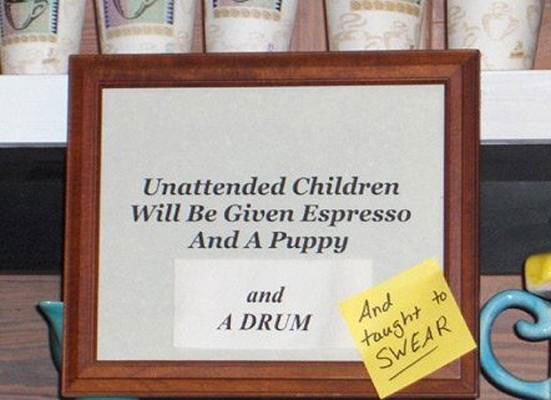 Unattended Children
Will Be Given Espresso
And A Puppy
and
A DRUM
And
taught to
SWEAR